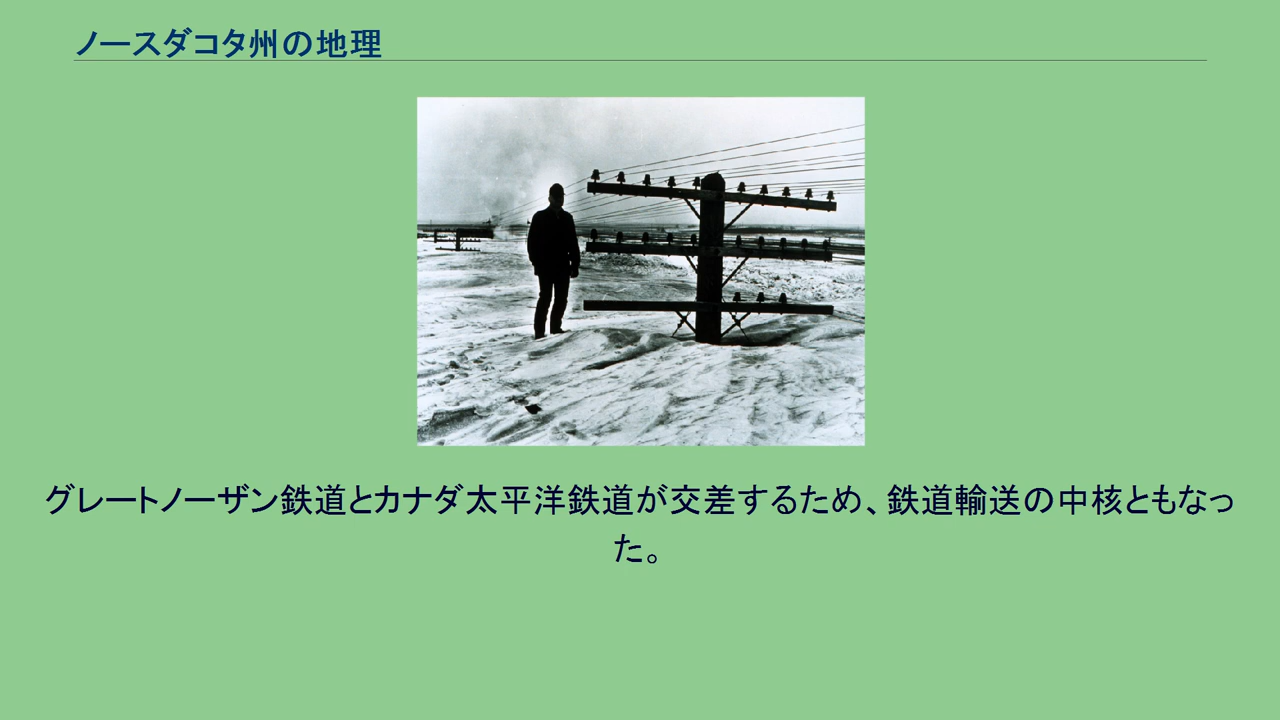 ノースダコタ州の地理
グレートノーザン鉄道とカナダ太平洋鉄道が交差するため、鉄道輸送の中核ともなっ
た。